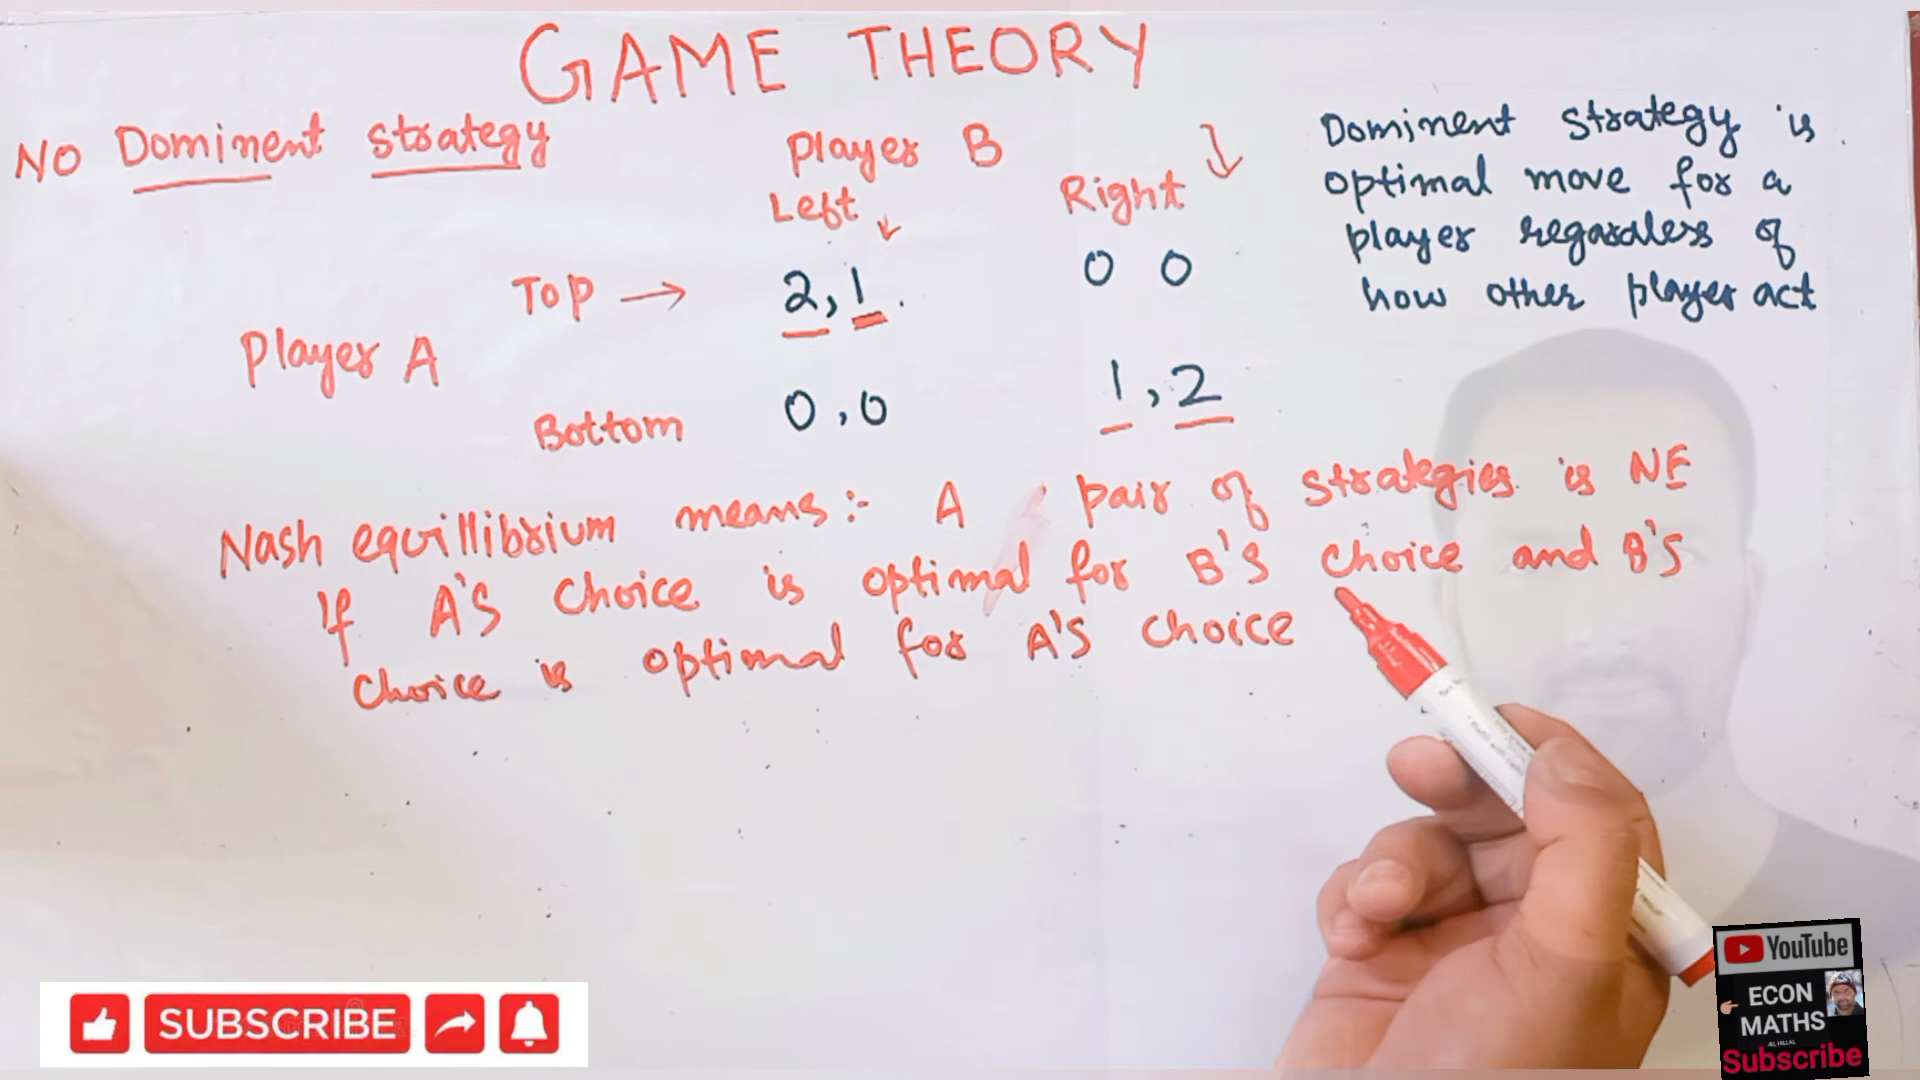 GAME THEORY
NO Dominent strategy
Player B
Left
Right
Dominent strategy is
optimal move for a
player regardless of
how other player act
Top → 2,1.
0 0
Player A
Bottom 0,0
1,2
Nash equillibrium means:- A pair of strategies is NE
If A'S choice is optimal for B'S choice and B'S
choice is optimal for A'S choice
SUBSCRIBE
YouTube
ECON
MATHS
Subscribe